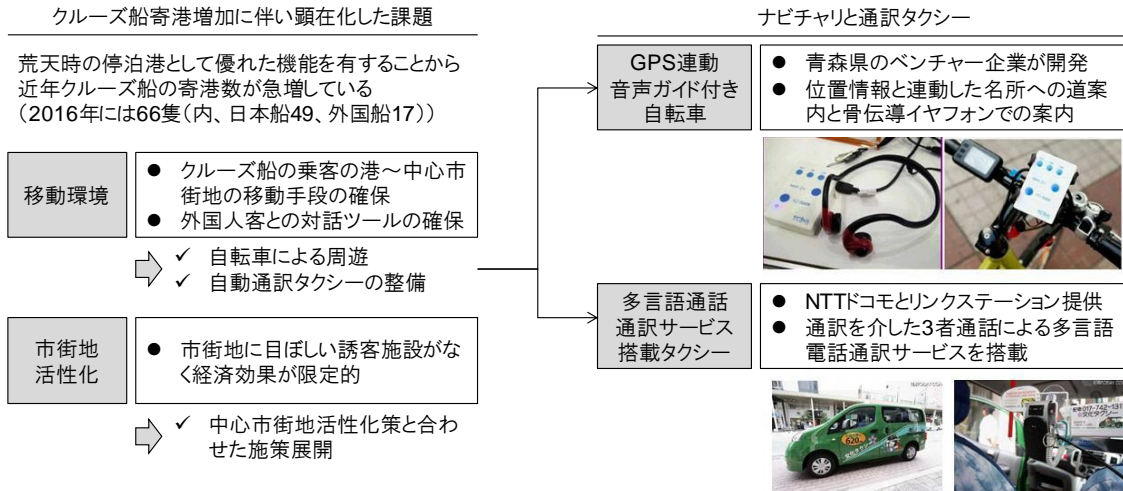 クルーズ船寄港増加に伴い顕在化した課題
荒天時の停泊港として優れた機能を有することから
近年クルーズ船の寄港数が急増している
（2016年には66隻（内、日本船49、外国船17））
移動環境
● クルーズ船の乗客の港～中心市
街地の移動手段の確保
● 外国人客との対話ツールの確保
✓ 自転車による周遊
✓ 自動通訳タクシーの整備
市街地
活性化
● 市街地に目ぼしい誘客施設がな
く経済効果が限定的
✓ 中心市街地活性化策と合わ
せた施策展開
ナビチャリと通訳タクシー
GPS連動
音声ガイド付き
自転車
● 青森県のベンチャー企業が開発
● 位置情報と連動した名所への道案
内と骨伝導イヤフォンでの案内
多言語通話
通訳サービス
搭載タクシー
● NTTドコモとリンクステーション提供
● 通訳を介した3者通話による多言語
電話通訳サービスを搭載
620
017-742-131